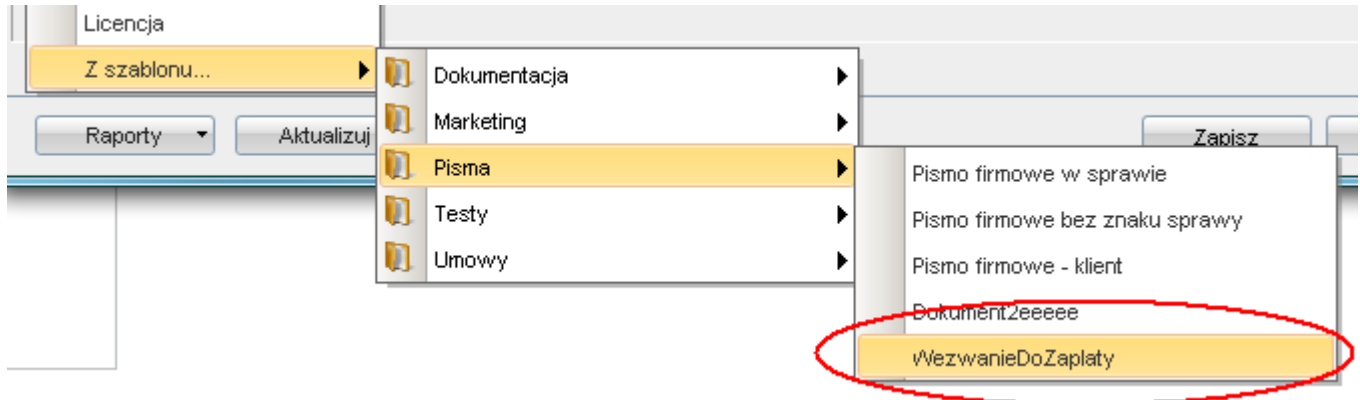 Licencja
Z szablonu...
Dokumentacja
Marketing
Pisma
Testy
Umowy
Raporty
Aktualizuj
Zapisz
Pismo firmowe w sprawie
Pismo firmowe bez znaku sprawy
Pismo firmowe - klient
Dokument2eeeee
WezwanieDoZaplaty